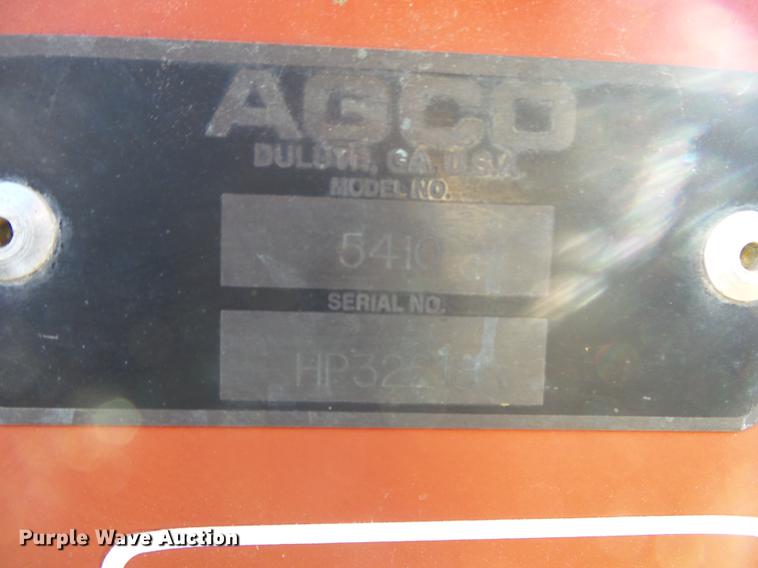 AGCO
DULUTH, GA. U.S.A.
MODEL NO.
5410
SERIAL NO.
Purple Wave Auction